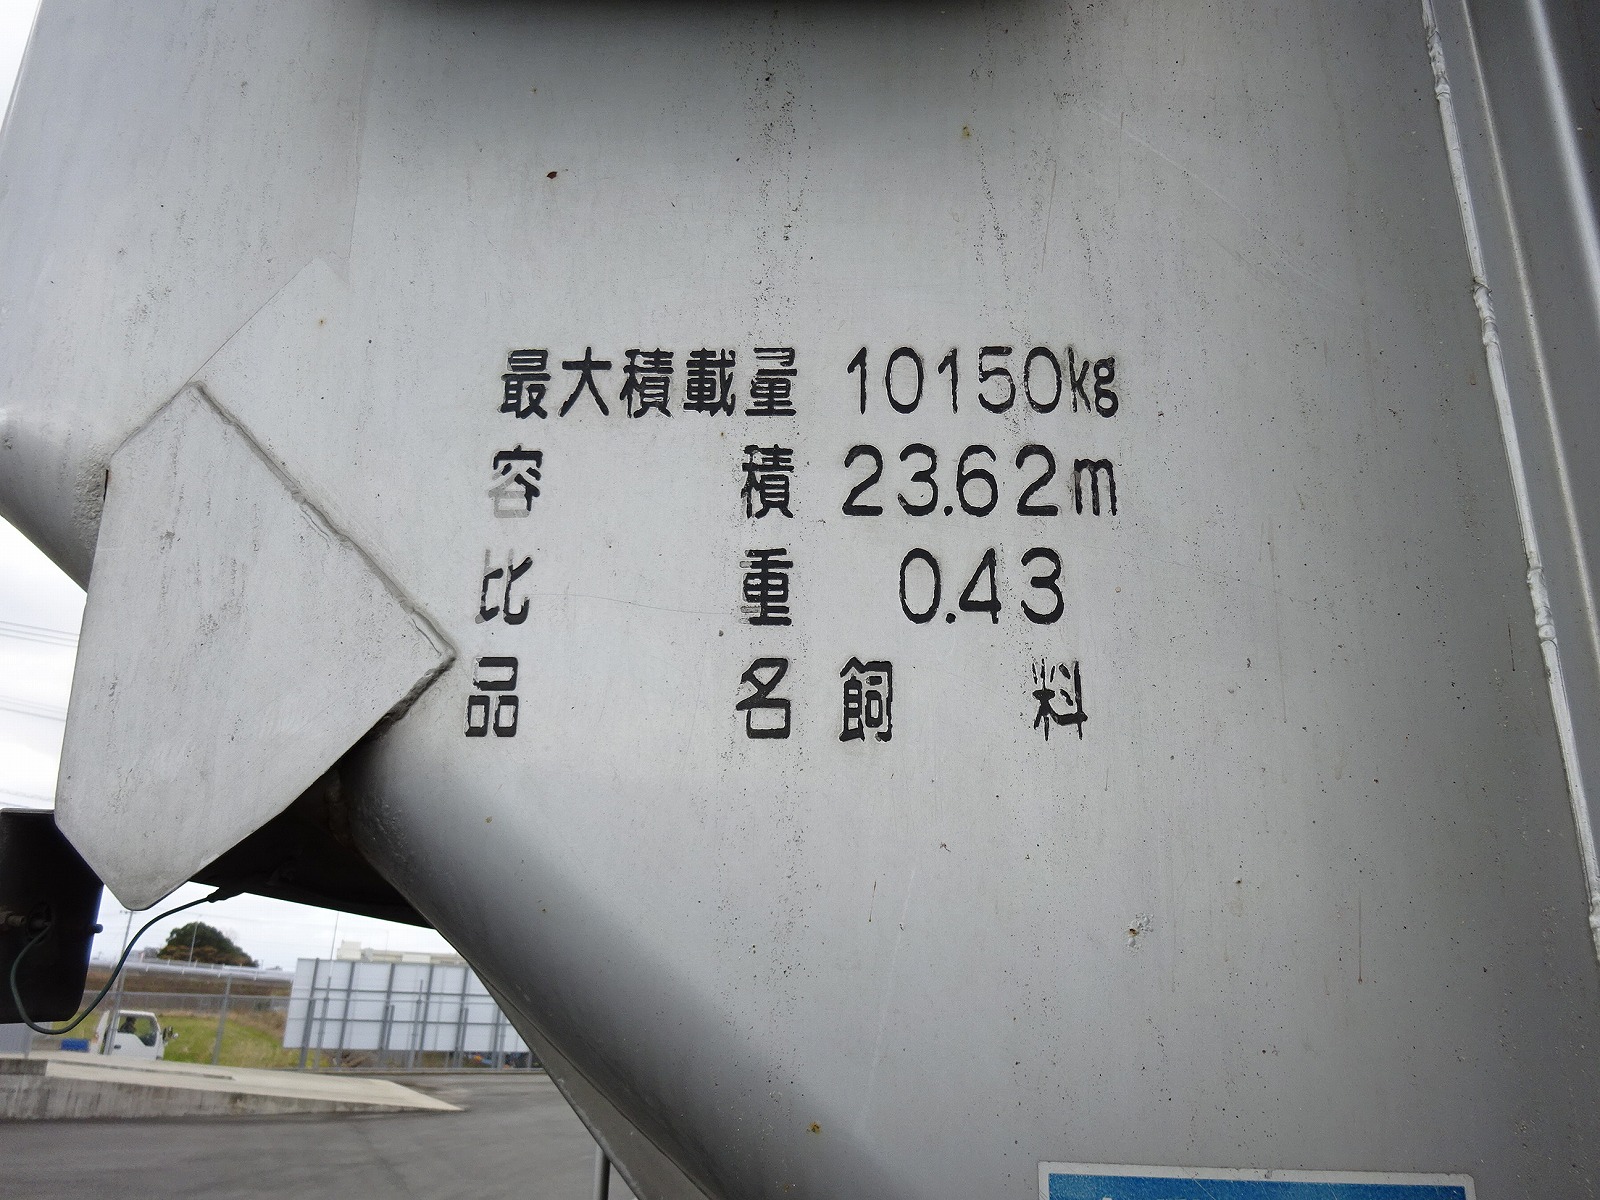 最大積載量 10150kg
容 積 23.62m
比 重 0.43
品 名 飼 料